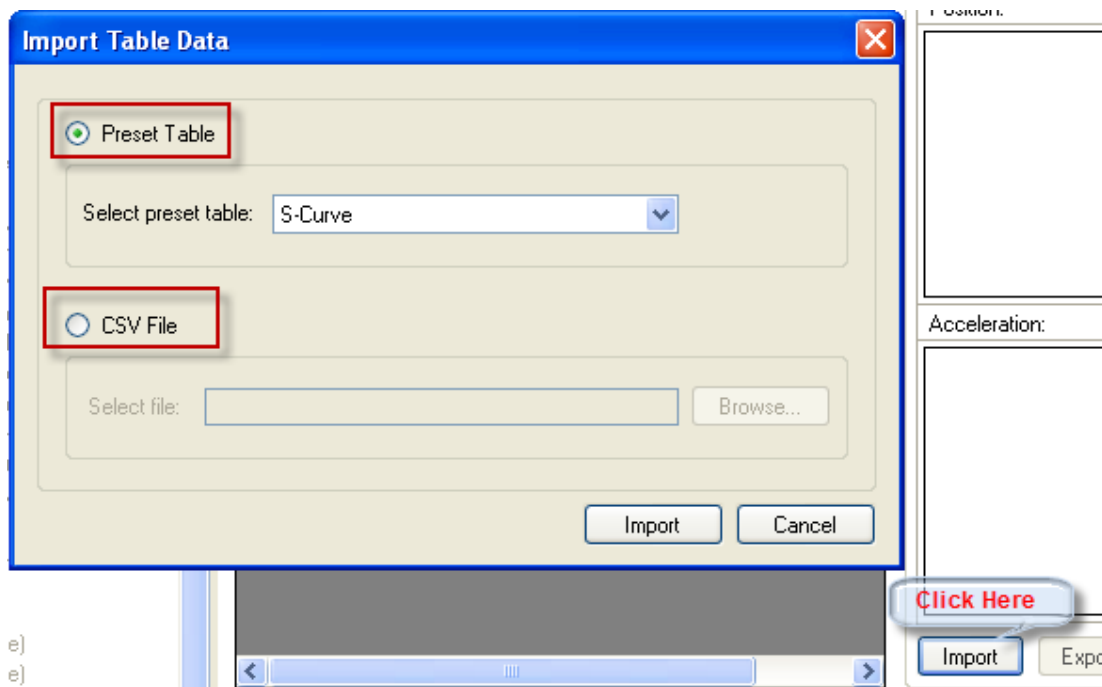 Import Table Data
Preset Table
Select preset table: S-Curve
CSV File
Select file: Browse...
Import Cancel
Position:
Acceleration:
Click Here
Import
e)
e)